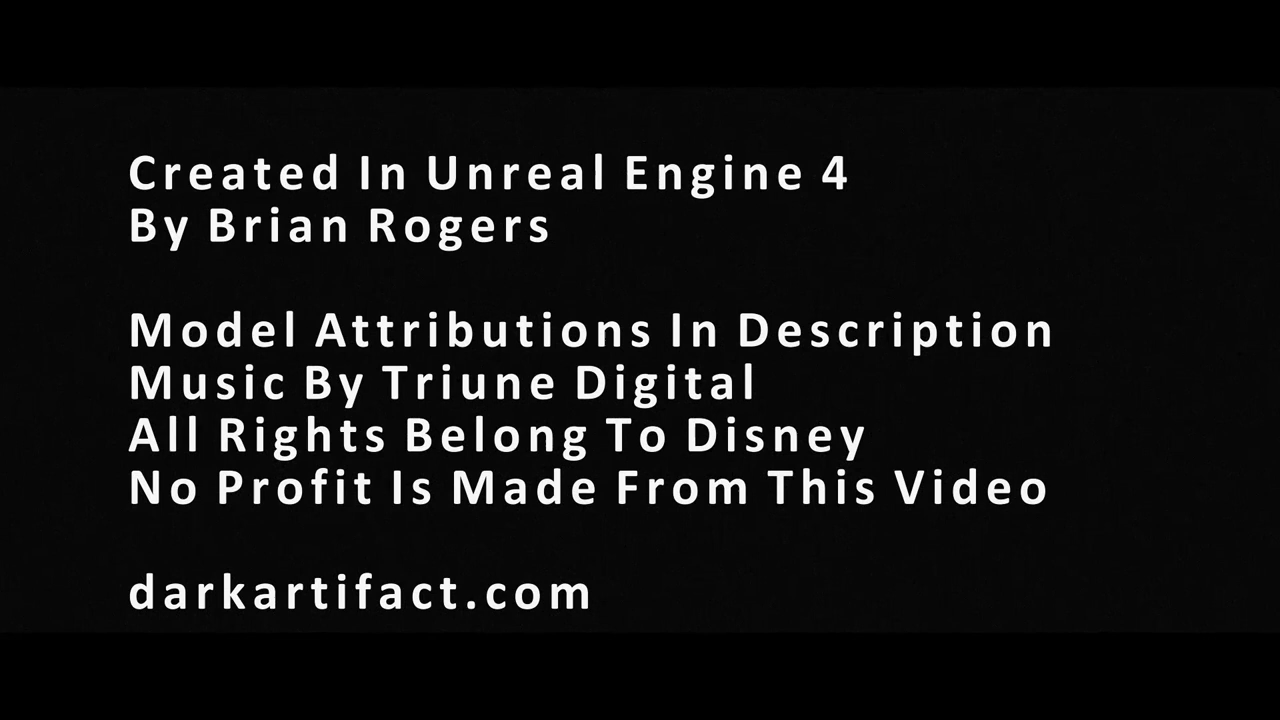 Created In Unreal Engine 4
By Brian Rogers
Model Attributions In Description
Music By Triune Digital
All Rights Belong To Disney
No Profit Is Made From This Video
darkartifact.com